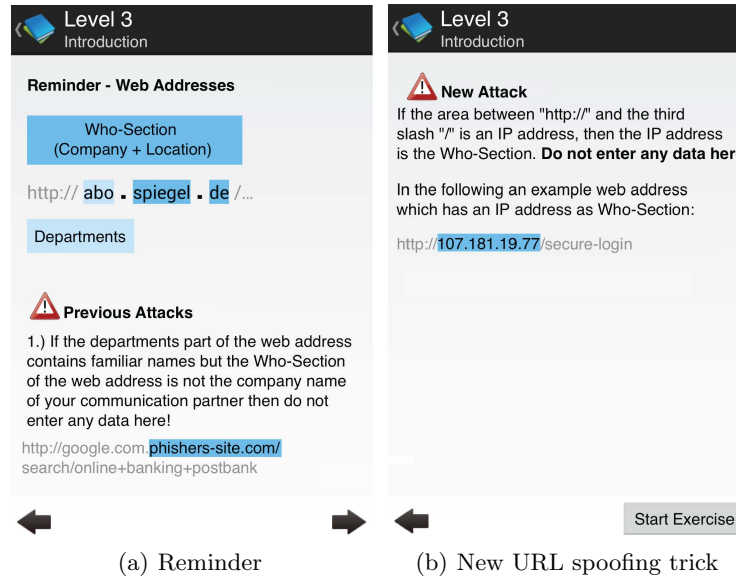 Level 3
Introduction
Reminder - Web Addresses
Who-Section
(Company + Location)
http:// abo . spiegel . de /...
Departments
Previous Attacks
1.) If the departments part of the web address
contains familiar names but the Who-Section
of the web address is not the company name
of your communication partner then do not
enter any data here!
http://google.com.phishers-site.com/
search/online+banking+postbank
(a) Reminder
Level 3
Introduction
New Attack
If the area between "http://" and the third
slash "/" is an IP address, then the IP address
is the Who-Section. Do not enter any data her
In the following an example web address
which has an IP address as Who-Section:
http://107.181.19.77/secure-login
Start Exercise
(b) New URL spoofing trick